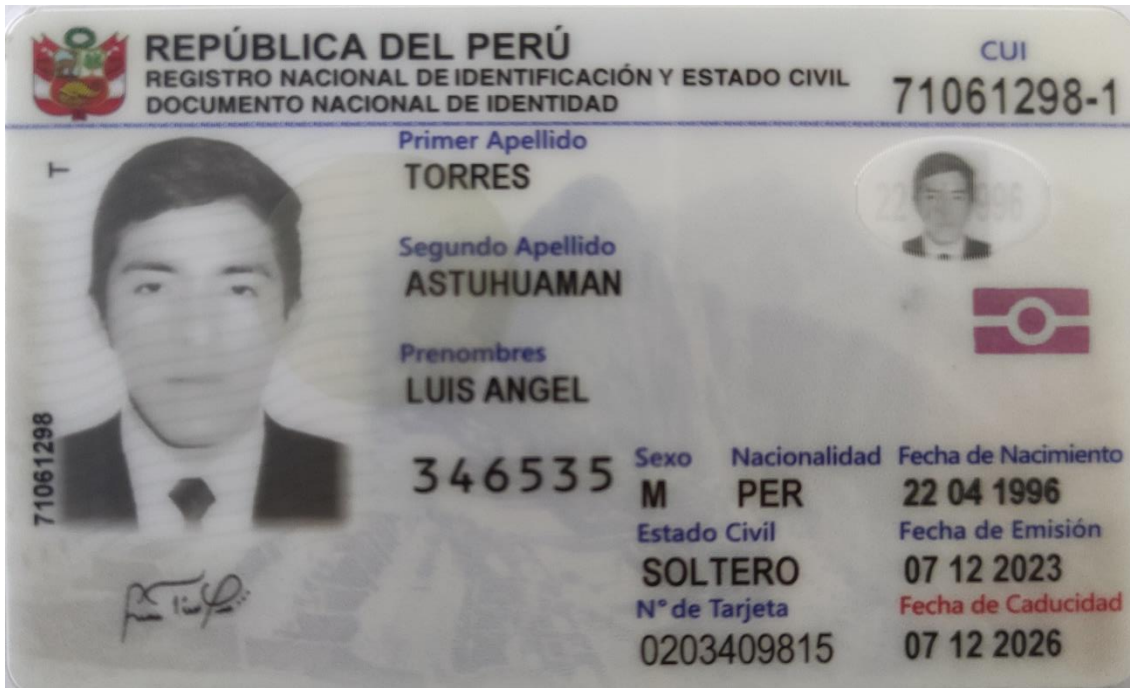 REPÚBLICA DEL PERÚ
REGISTRO NACIONAL DE IDENTIFICACIÓN Y ESTADO CIVIL
DOCUMENTO NACIONAL DE IDENTIDAD
CUI
71061298-1
T
71061298
Primer Apellido
TORRES
Segundo Apellido
ASTUHUAMAN
Prenombres
LUIS ANGEL
346535
Sexo Nacionalidad Fecha de Nacimiento
M PER 22 04 1996
Estado Civil Fecha de Emisión
SOLTERO 07 12 2023
N° de Tarjeta Fecha de Caducidad
0203409815 07 12 2026